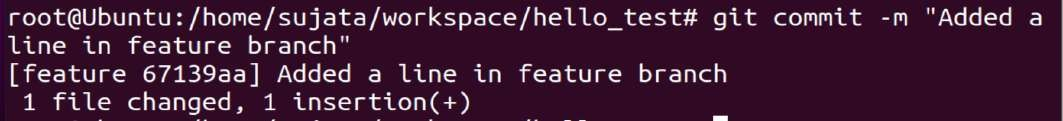 root@Ubuntu:/home/sujata/workspace/hello_test# git commit -m "Added a
line in feature branch"
[feature 67139aa] Added a line in feature branch
 1 file changed, 1 insertion(+)